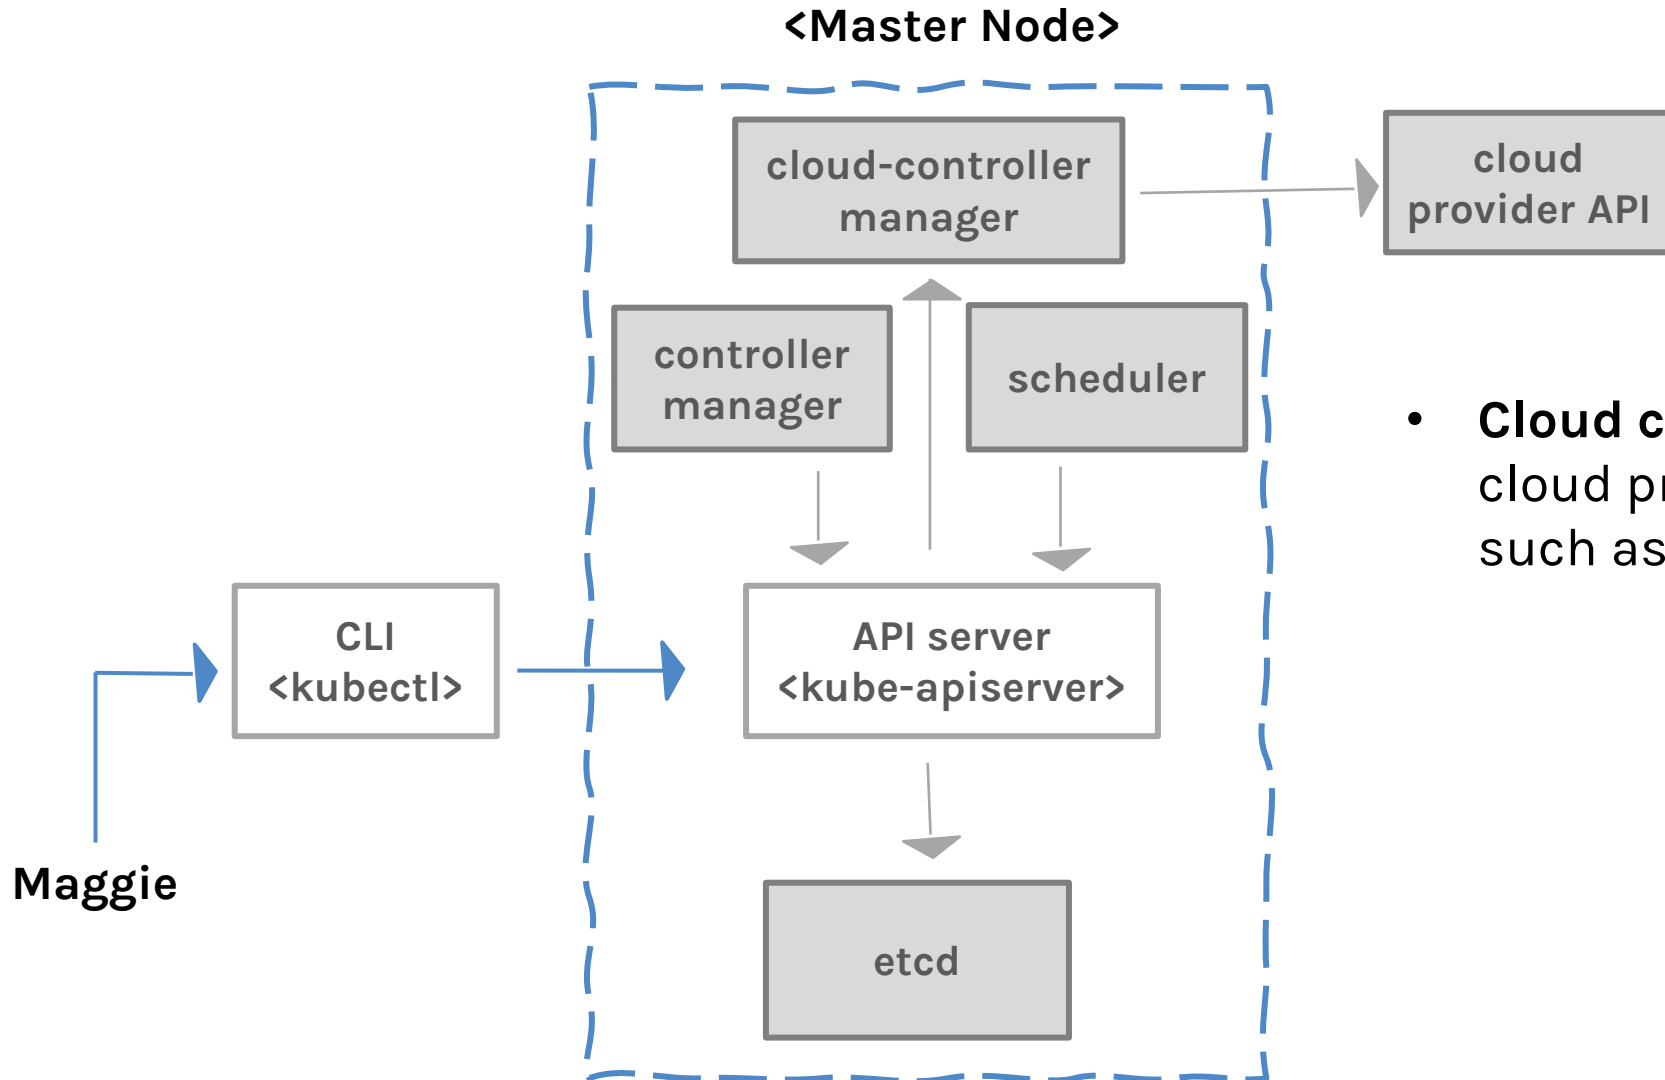 <Master Node>
cloud-controller
manager
cloud
provider API
controller
manager
scheduler
• Cloud c
cloud pr
such as
CLI
<kubectl>
API server
<kube-apiserver>
Maggie
etcd